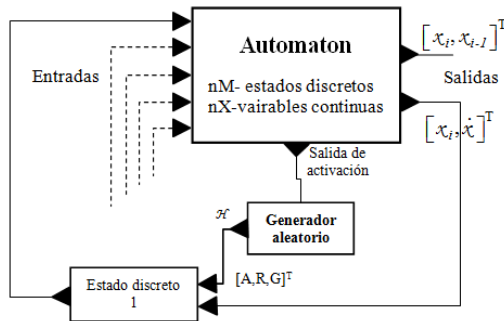 [x_i, x_{i-1}]^T
Automaton
Entradas
nM- estados discretos
nX-vairables continuas
Salidas
[x_i, ẋ]^T
Salida de
activación
ℋ
Generador
aleatorio
[A,R,G]^T
Estado discreto
1